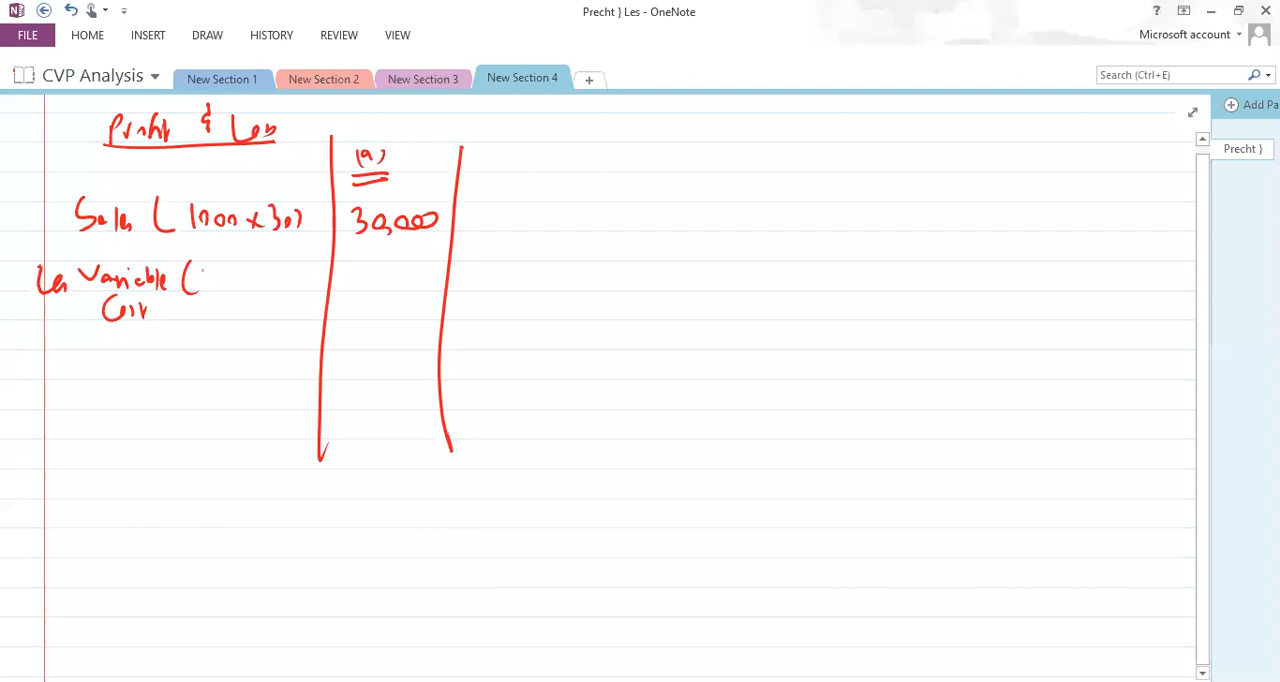 Precht } Les - OneNote
?
FILE HOME INSERT DRAW HISTORY REVIEW VIEW
Microsoft account
CVP Analysis New Section 1 New Section 2 New Section 3 New Section 4 +
Search (Ctrl+E)
Add Pa
Precht }
Profit & Loss
(a)
Sales (1000 x 30) 30,000
Les Variable (
Cost